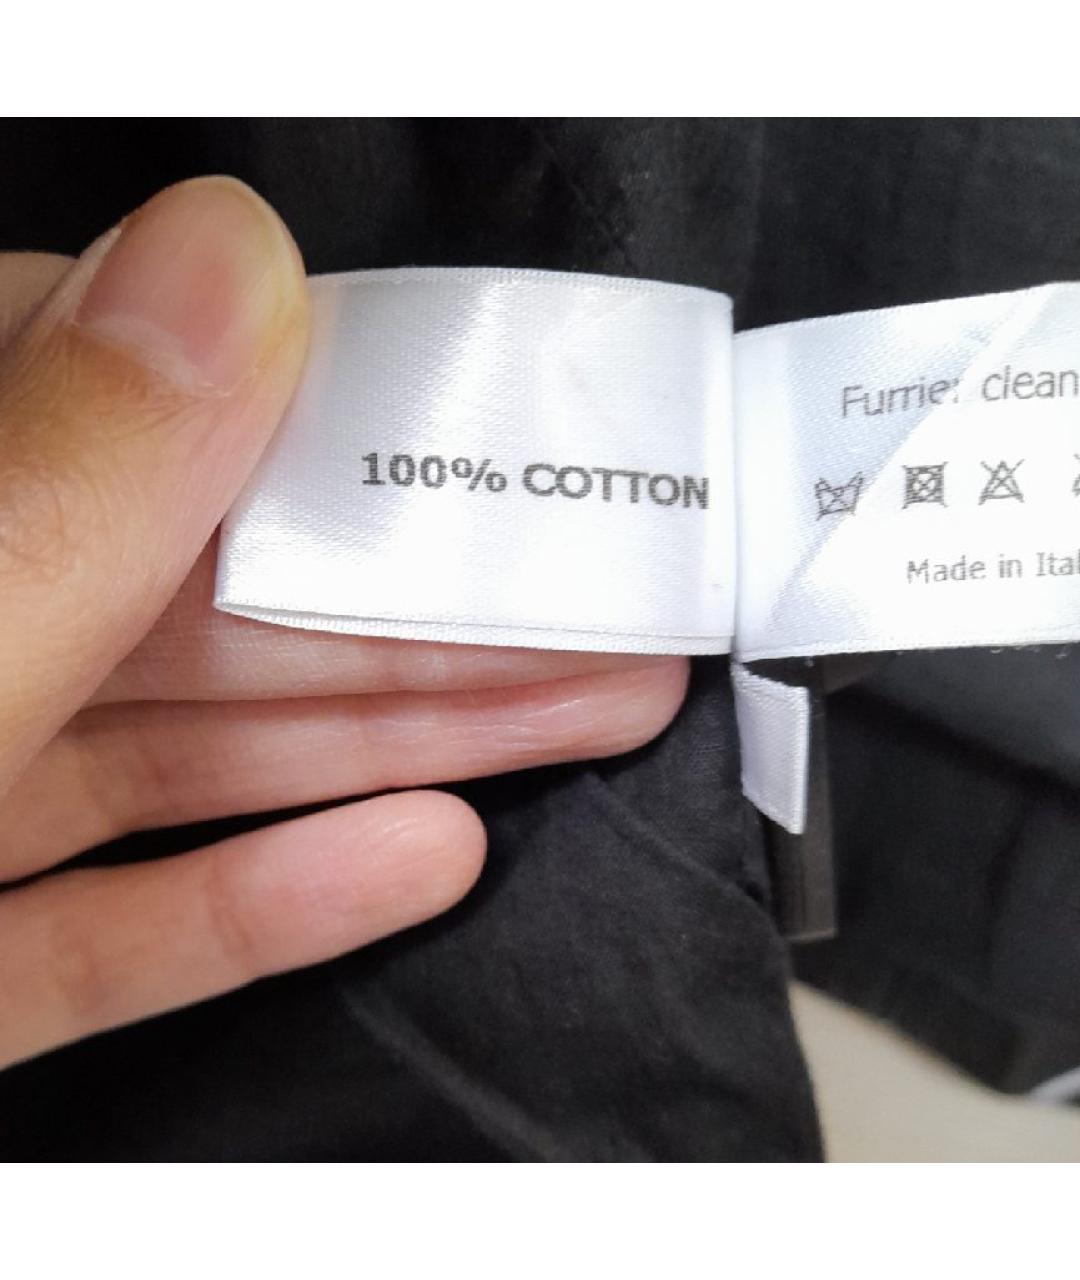 100% COTTON
Furrier clean
Made in Ital